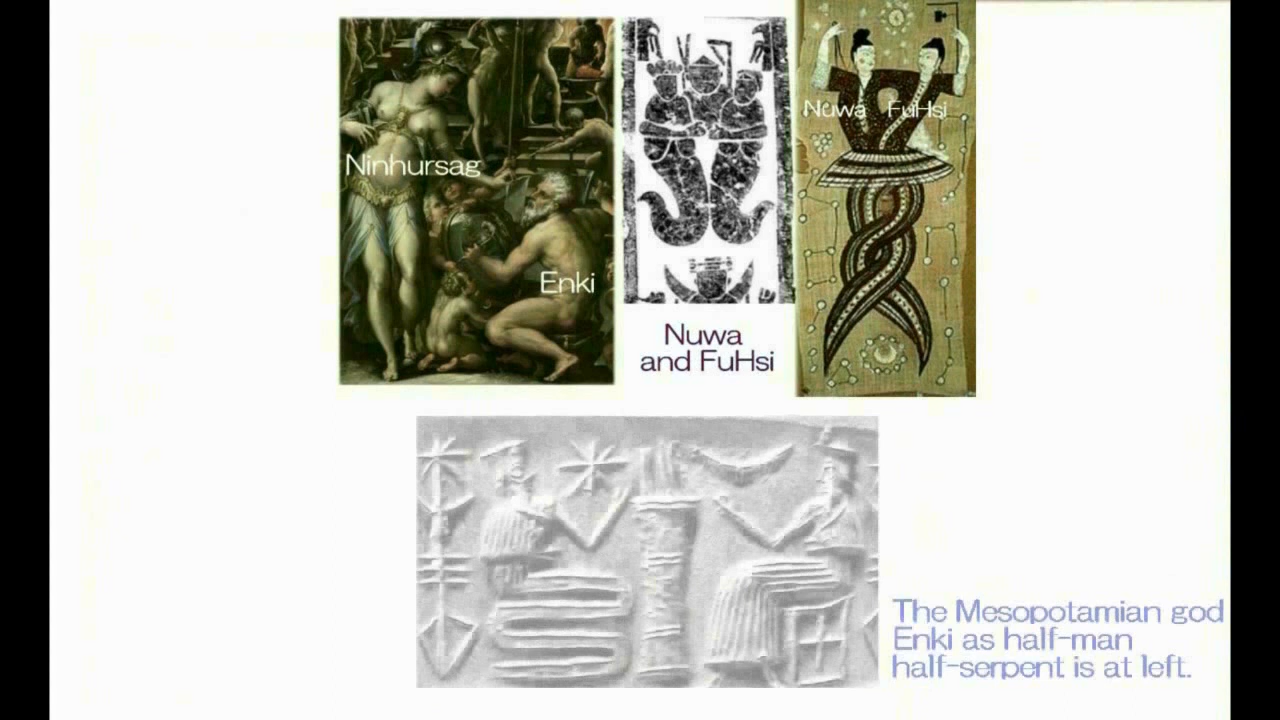 Ninhursag
Enki
Nuwa
and FuHsi
Nuwa FuHsi
The Mesopotamian god
Enki as half-man
half-serpent is at left.